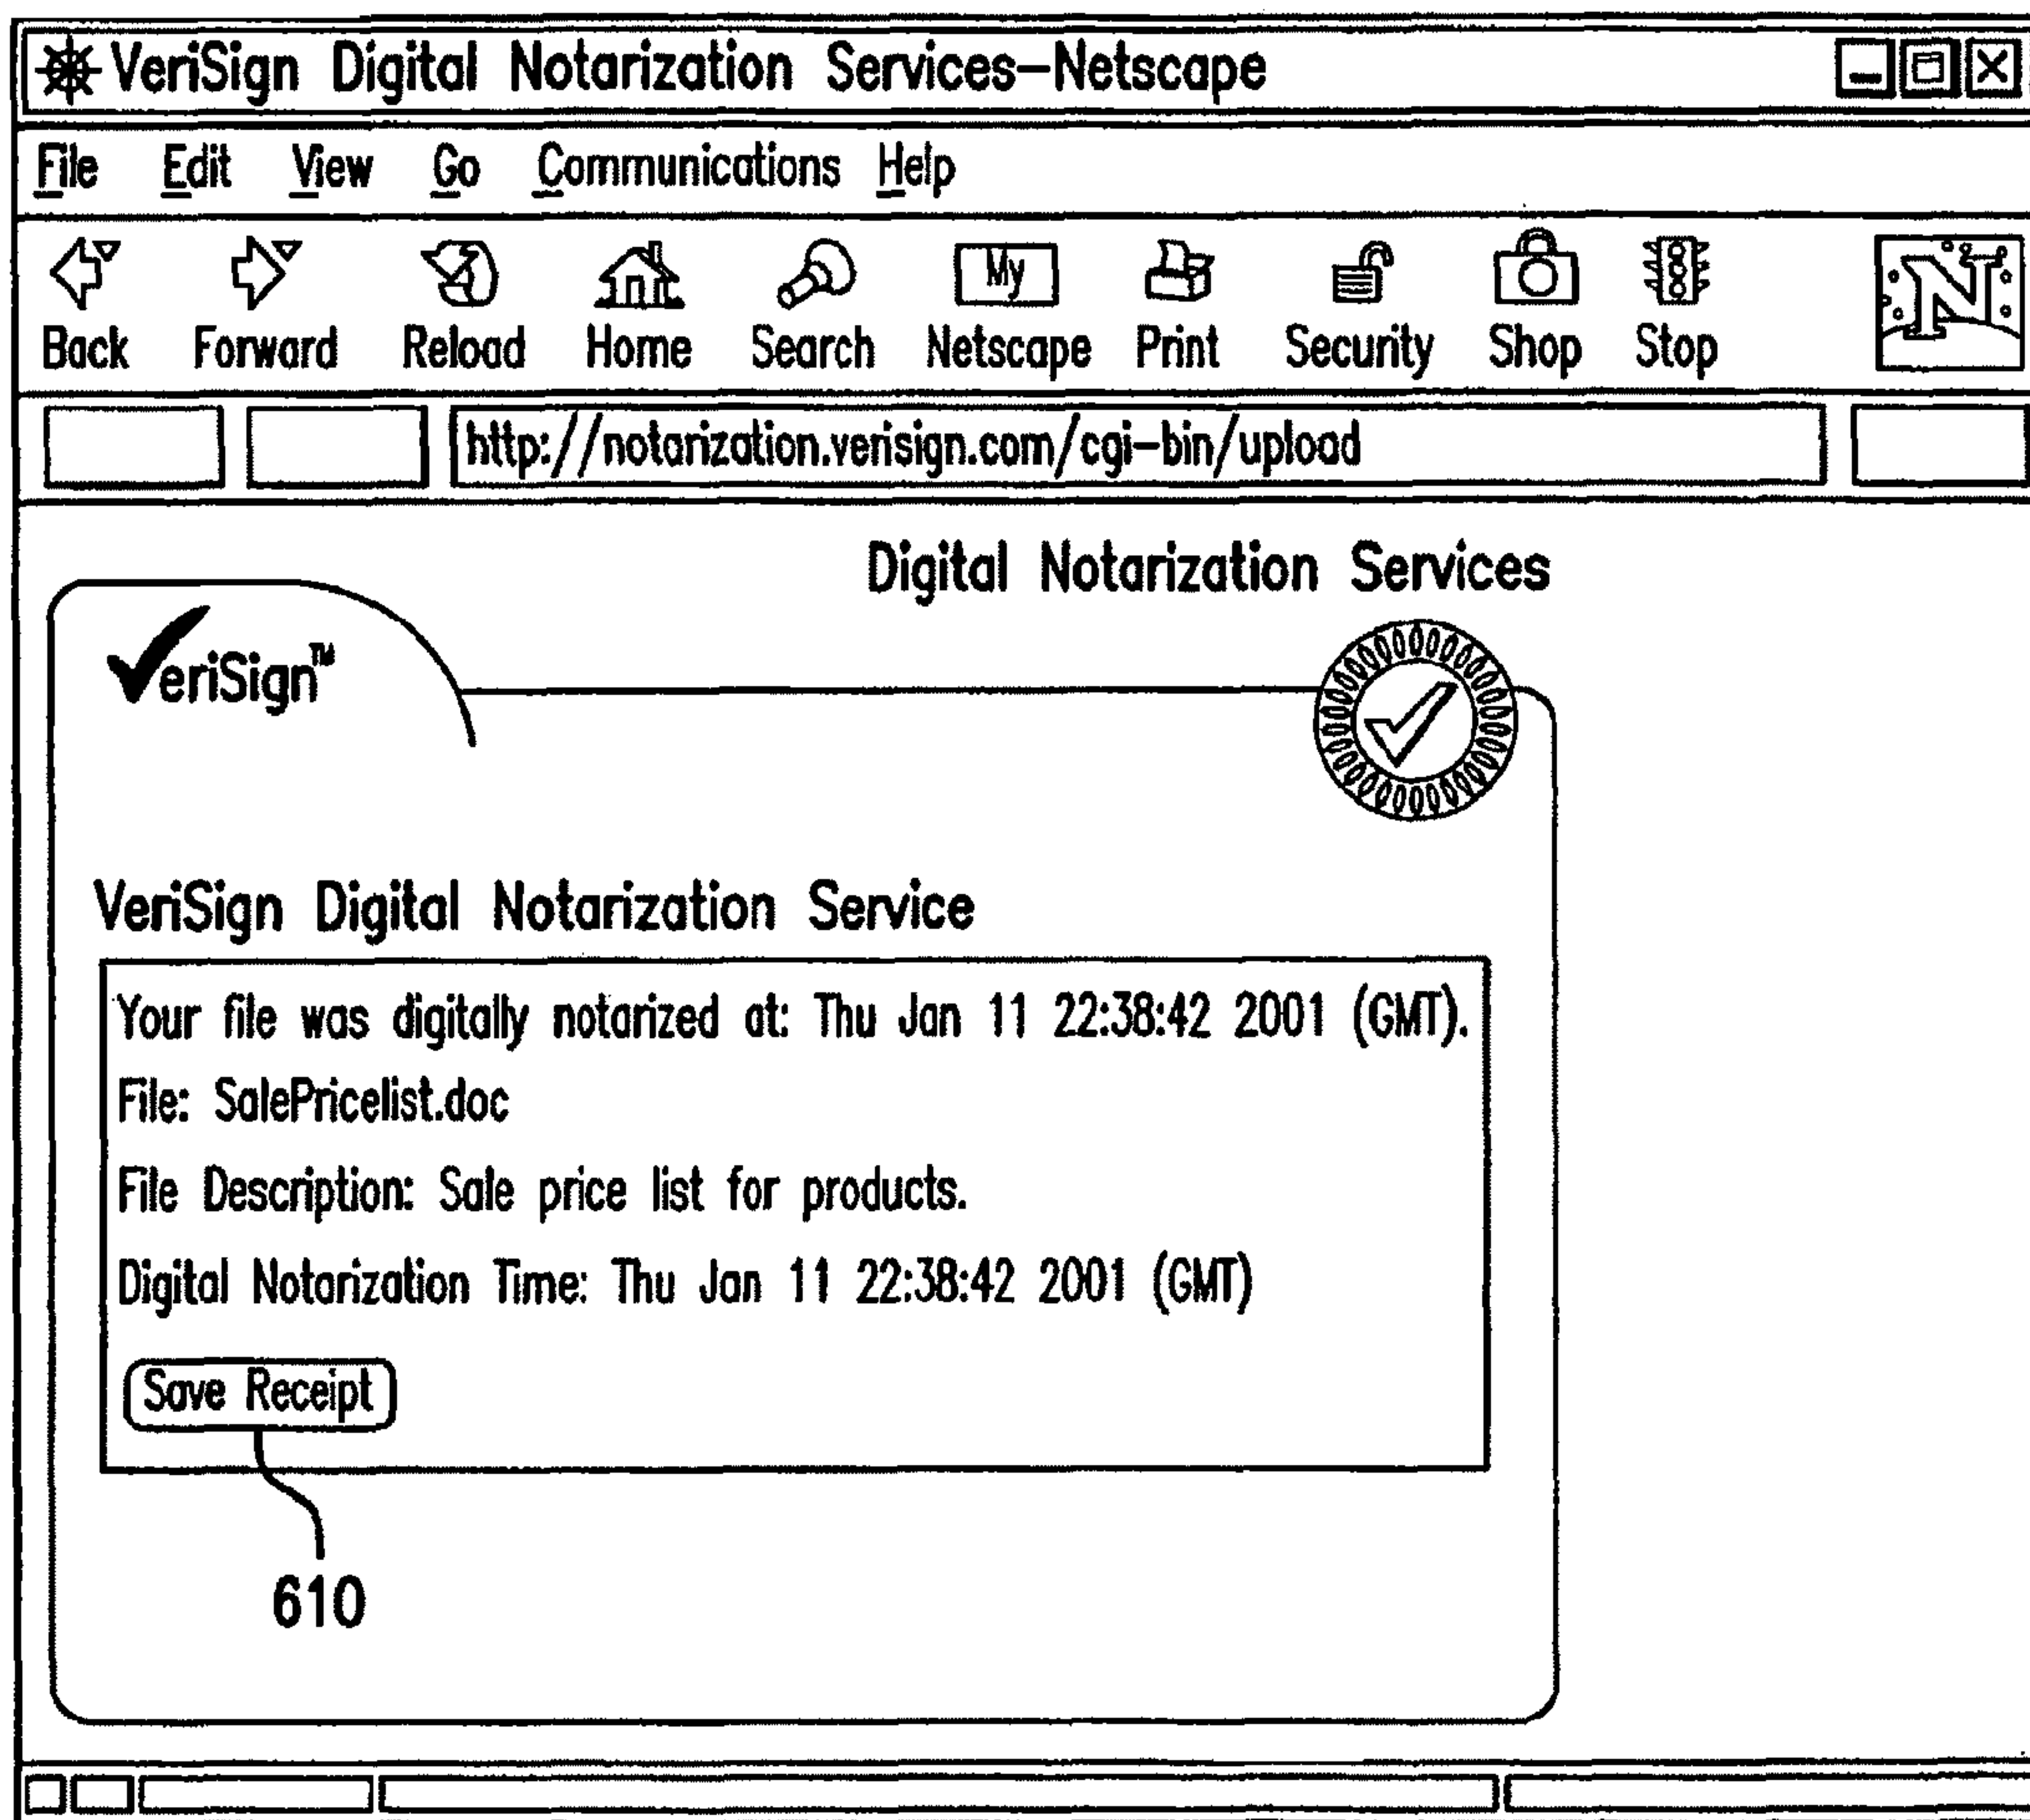 VeriSign Digital Notarization Services-Netscape
File Edit View Go Communications Help
My
Back Forward Reload Home Search Netscape Print Security Shop Stop
N
http://notarization.verisign.com/cgi-bin/upload
Digital Notarization Services
VeriSign™
VeriSign Digital Notarization Service
Your file was digitally notarized at: Thu Jan 11 22:38:42 2001 (GMT).
File: SalePricelist.doc
File Description: Sale price list for products.
Digital Notarization Time: Thu Jan 11 22:38:42 2001 (GMT)
Save Receipt
610